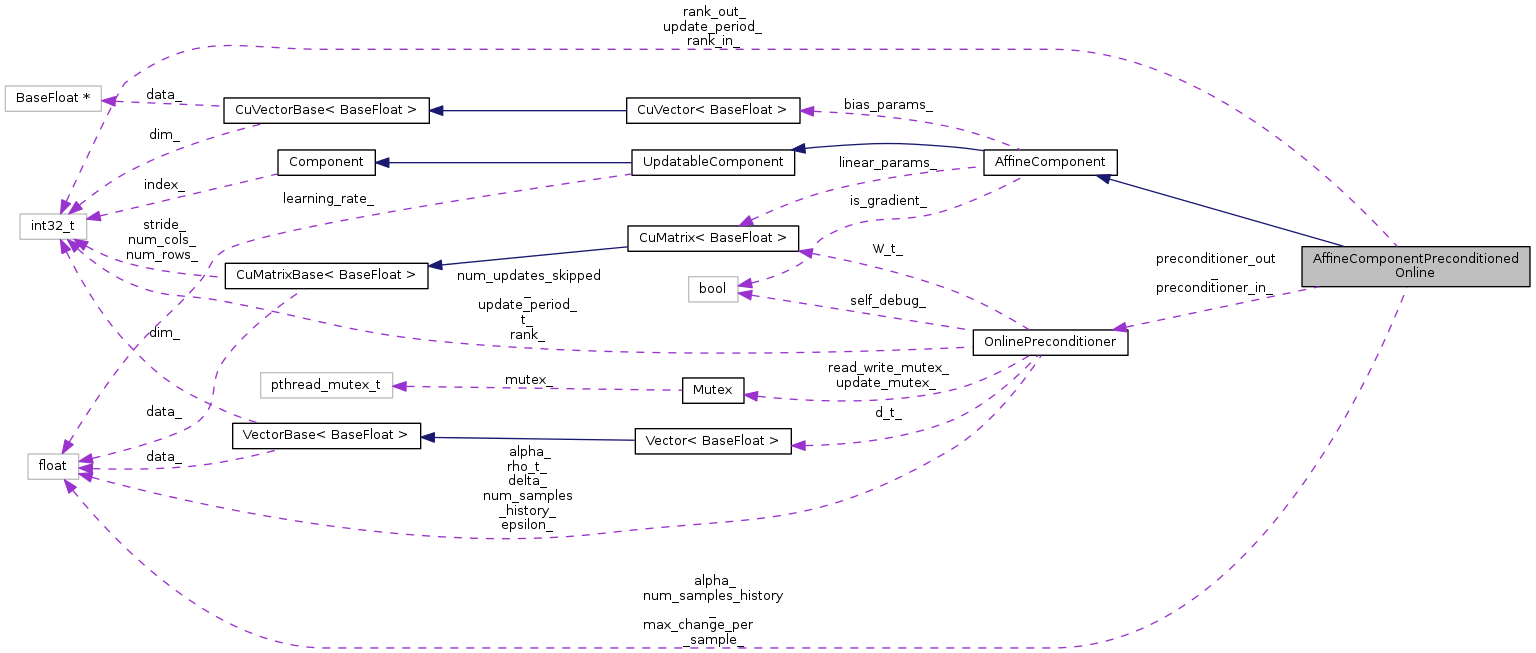 rank_out_
update_period_
rank_in_
BaseFloat *
data_
CuVectorBase< BaseFloat >
CuVector< BaseFloat >
bias_params_
dim_
Component
UpdatableComponent
linear_params_
AffineComponent
index_
learning_rate_
is_gradient_
int32_t
stride_
num_cols_
num_rows_
CuMatrix< BaseFloat >
W_t_
CuMatrixBase< BaseFloat >
num_updates_skipped
_
update_period_
t_
rank_
bool
self_debug_
preconditioner_out
_
preconditioner_in_
AffineComponentPreconditioned
Online
OnlinePreconditioner
dim_
pthread_mutex_t
mutex_
Mutex
read_write_mutex_
update_mutex_
data_
d_t_
VectorBase< BaseFloat >
Vector< BaseFloat >
data_
float
alpha_
rho_t_
delta_
num_samples
_history_
epsilon_
alpha_
num_samples_history
_
max_change_per
_sample_